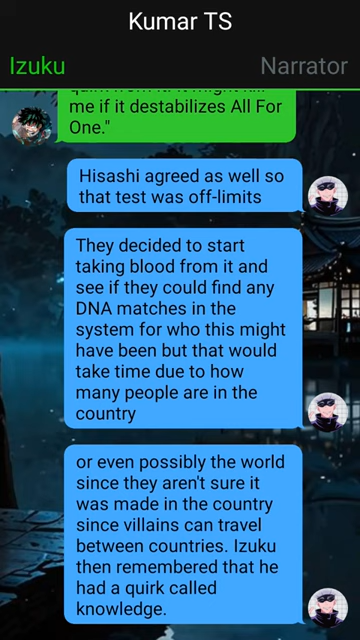 Kumar TS
Izuku
Narrator
me if it destabilizes All For
One."
Hisashi agreed as well so
that test was off-limits
They decided to start
taking blood from it and
see if they could find any
DNA matches in the
system for who this might
have been but that would
take time due to how
many people are in the
country
or even possibly the world
since they aren't sure it
was made in the country
since villains can travel
between countries. Izuku
then remembered that he
had a quirk called
knowledge.